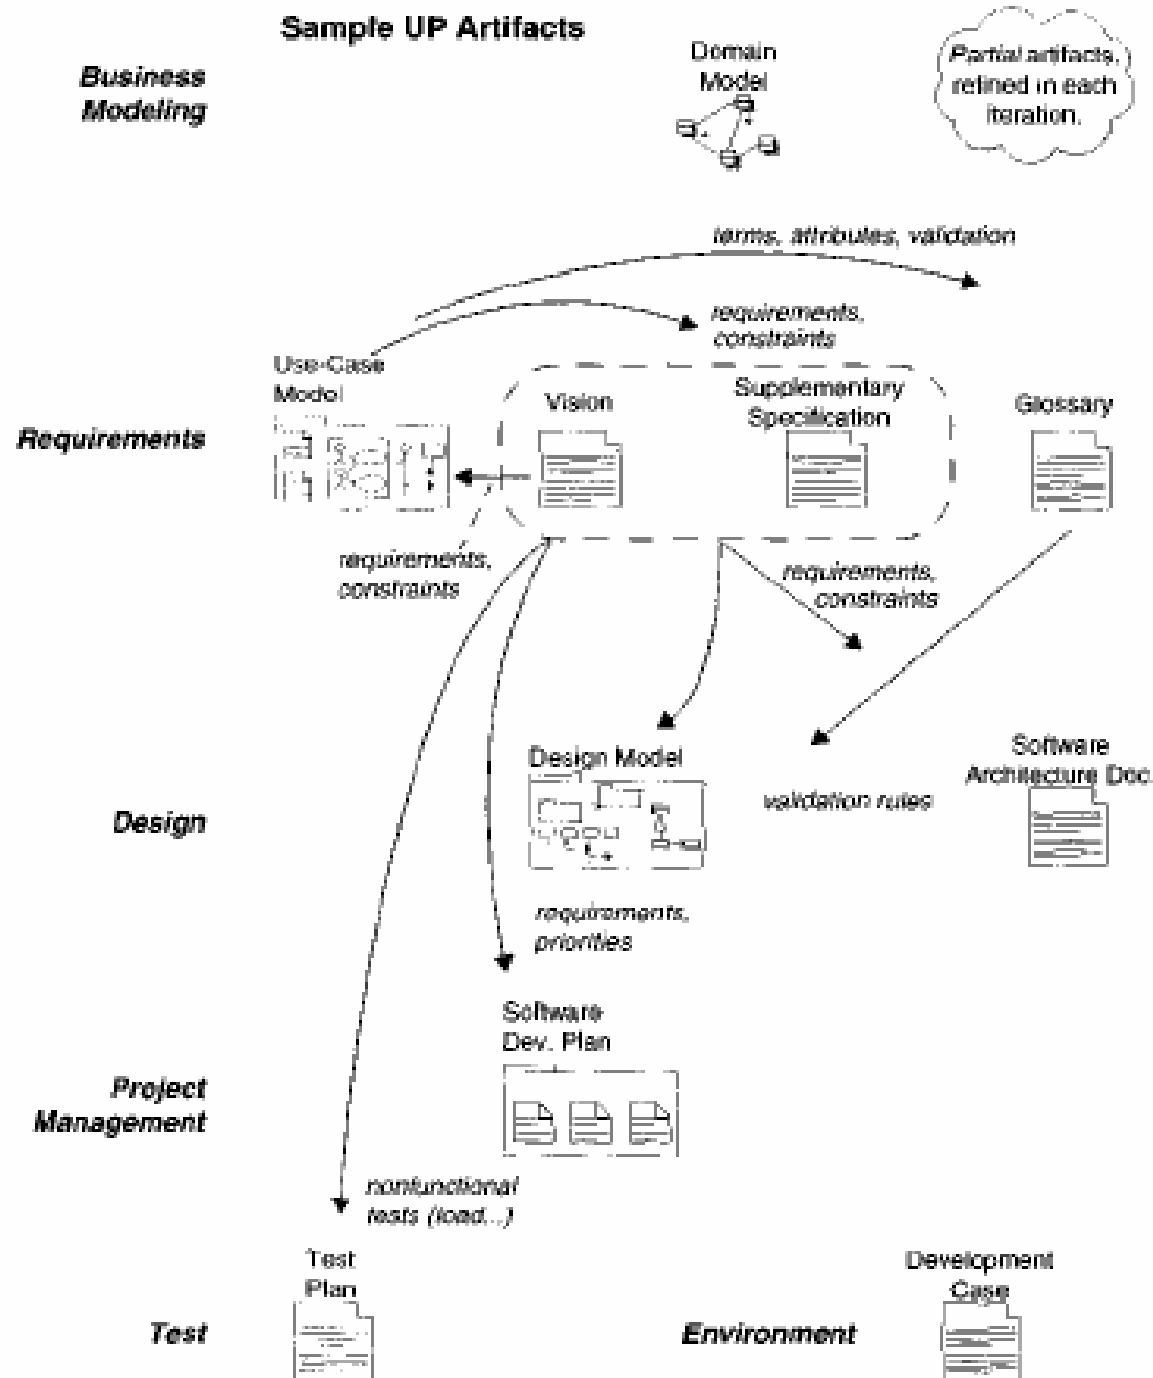 Sample UP Artifacts
Business
Modeling
Domain
Model
Partial artifacts,
refined in each
iteration.
terms, attributes, validation
requirements,
constraints
Use-Case
Model
Vision
Supplementary
Specification
Glossary
Requirements
requirements,
constraints
requirements,
constraints
Design Model
Software
Architecture Doc.
validation rules
Design
requirements,
priorities
Software
Dev. Plan
Project
Management
nonfunctional
tests (load...)
Test
Plan
Development
Case
Test
Environment